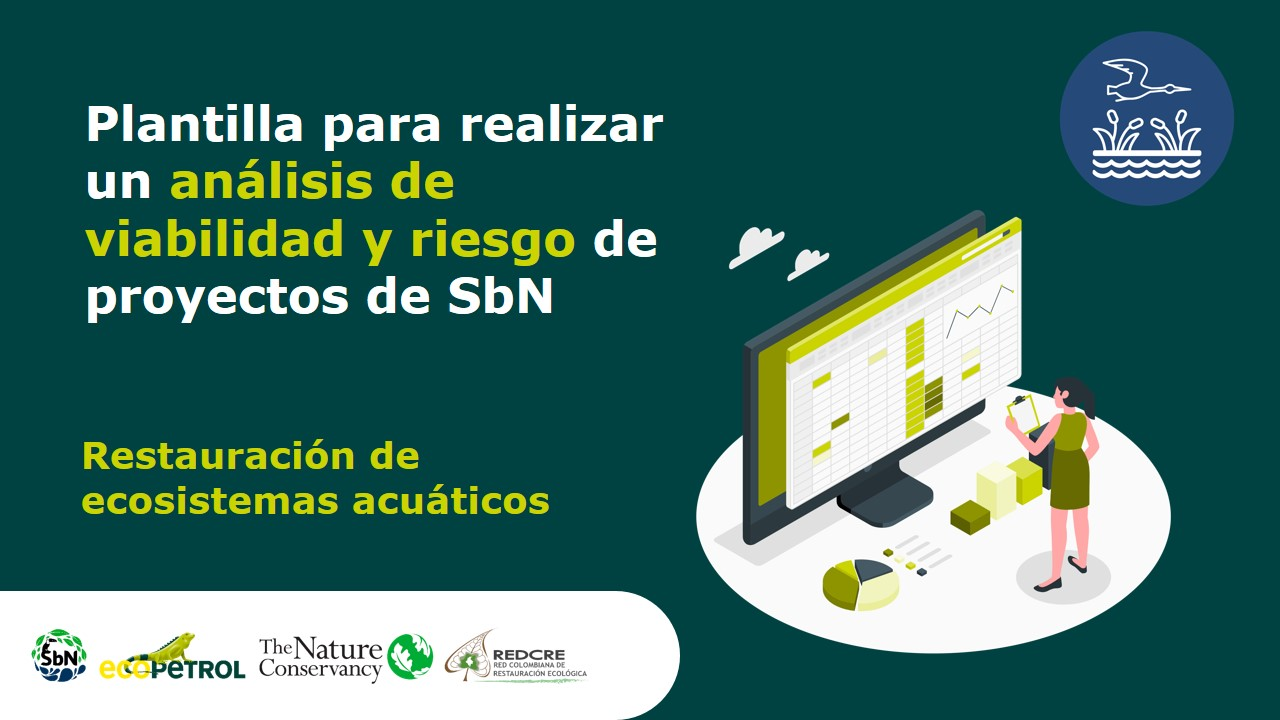 Plantilla para realizar
un análisis de
viabilidad y riesgo de
proyectos de SbN
Restauración de
ecosistemas acuáticos
SbN
ecoPETROL
The Nature
Conservancy
REDCRE
RED COLOMBIANA DE
RESTAURACIÓN ECOLÓGICA